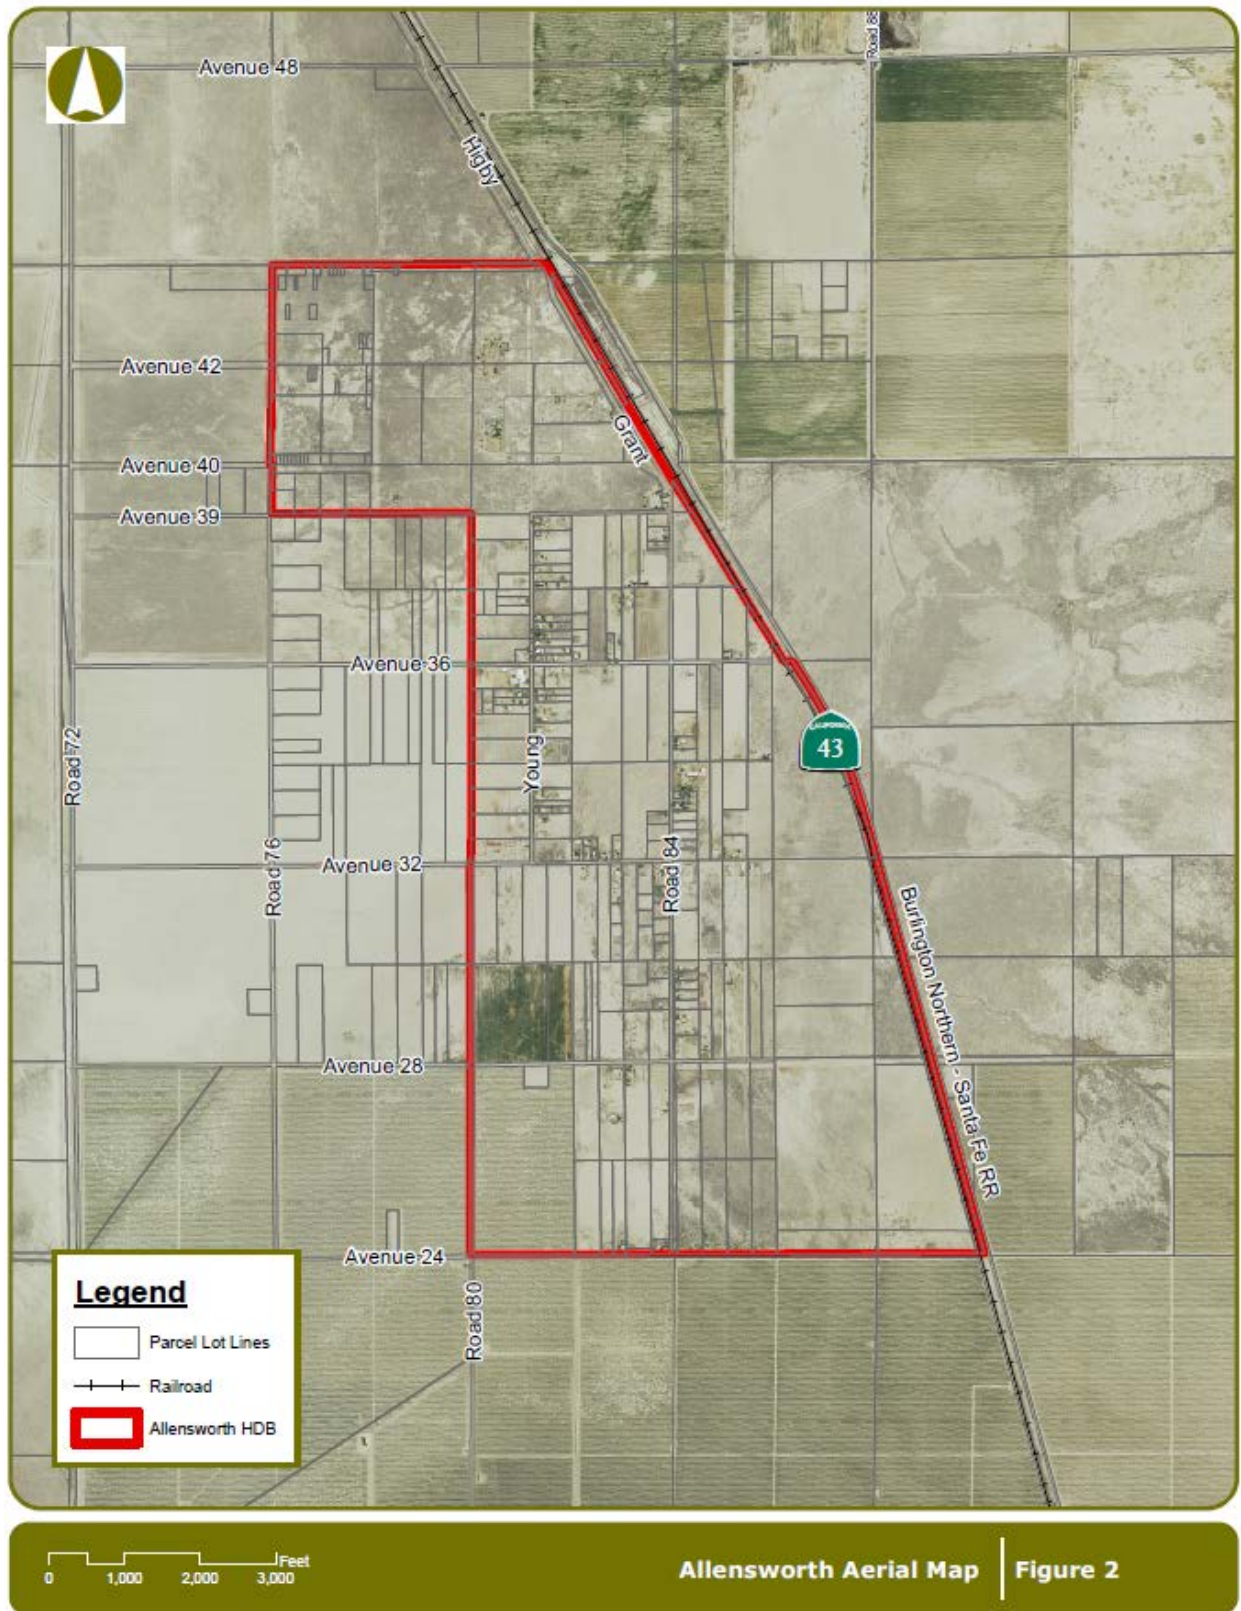 Avenue 48
Road 88
Higby
Avenue 42
Grant
Avenue 40
Avenue 39
Avenue 36
43
Road 72
Young
Road 76
Avenue 32
Road 84
Burlington Northern - Santa Fe RR
Avenue 28
Avenue 24
Road 80
Legend
Parcel Lot Lines
Railroad
Allensworth HDB
Feet
0 1,000 2,000 3,000
Allensworth Aerial Map
Figure 2